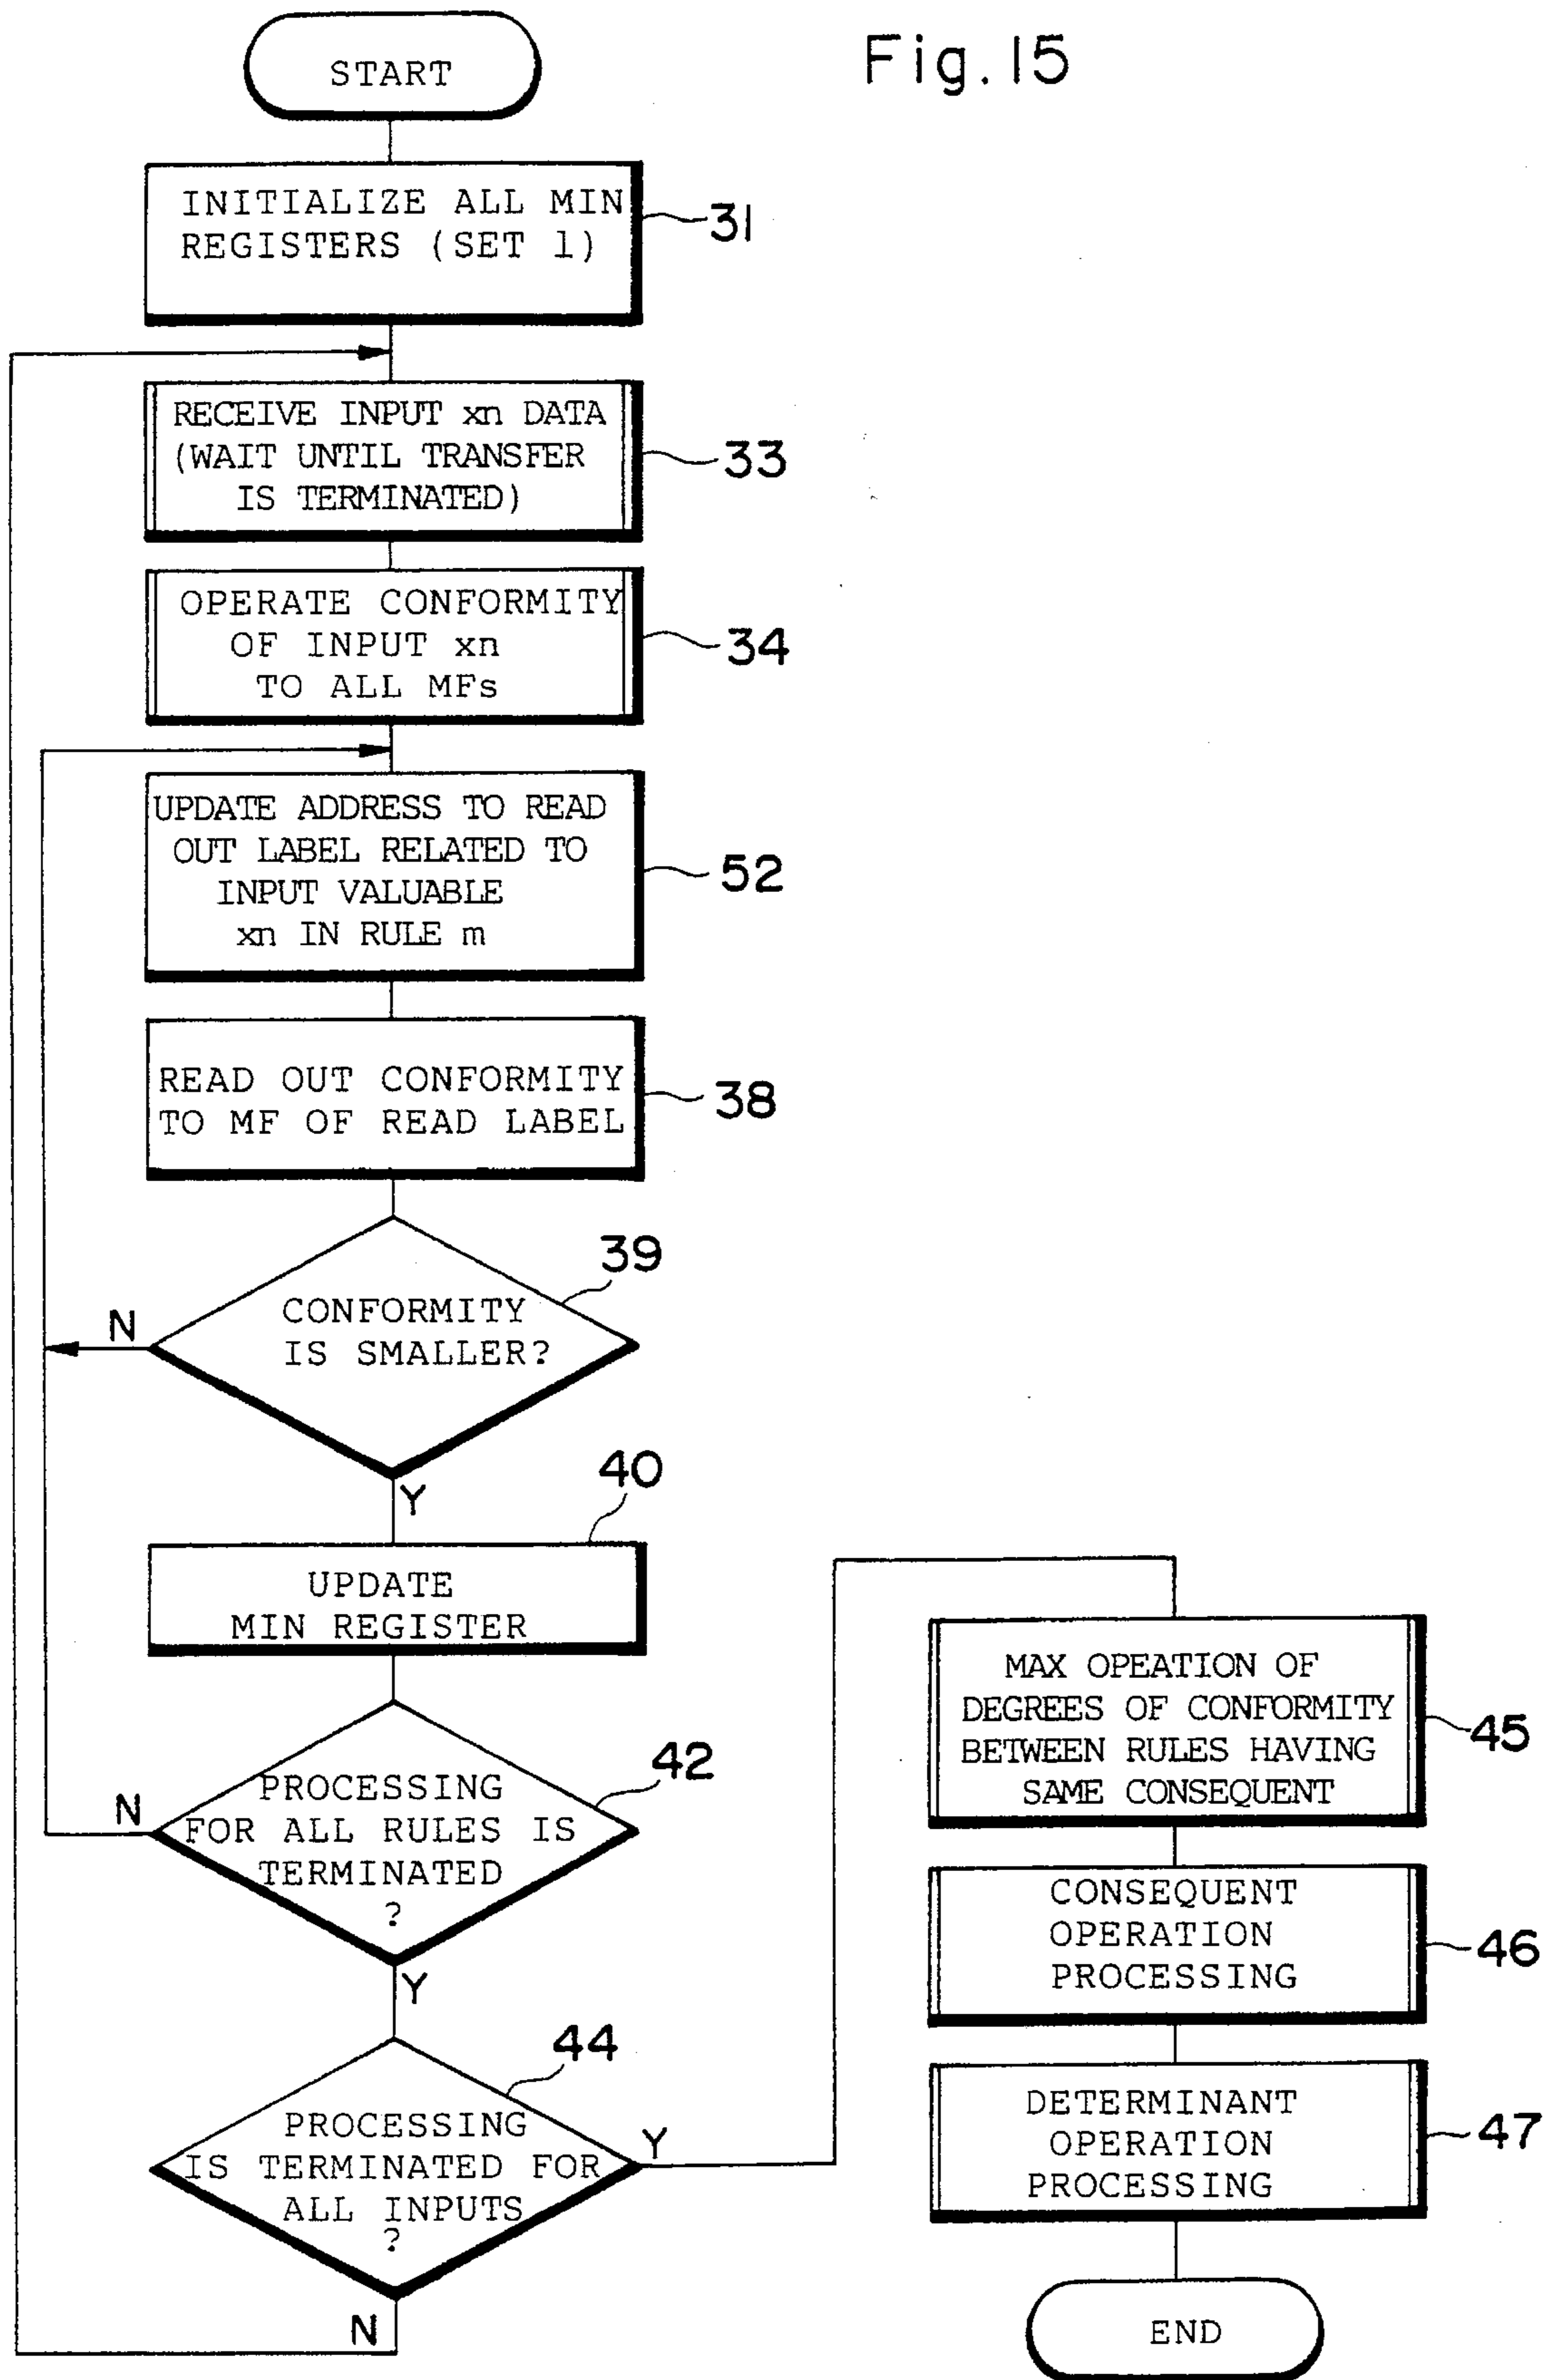 Fig. 15
START
INITIALIZE ALL MIN
REGISTERS (SET 1)
31
RECEIVE INPUT xn DATA
(WAIT UNTIL TRANSFER
IS TERMINATED)
33
OPERATE CONFORMITY
OF INPUT xn
TO ALL MFs
34
UPDATE ADDRESS TO READ
OUT LABEL RELATED TO
INPUT VALUABLE
xn IN RULE m
52
READ OUT CONFORMITY
TO MF OF READ LABEL
38
39
CONFORMITY
IS SMALLER?
N
Y
40
UPDATE
MIN REGISTER
42
PROCESSING
FOR ALL RULES IS
TERMINATED
?
N
Y
44
PROCESSING
IS TERMINATED FOR
ALL INPUTS
?
Y
N
MAX OPEATION OF
DEGREES OF CONFORMITY
BETWEEN RULES HAVING
SAME CONSEQUENT
45
CONSEQUENT
OPERATION
PROCESSING
46
DETERMINANT
OPERATION
PROCESSING
47
END